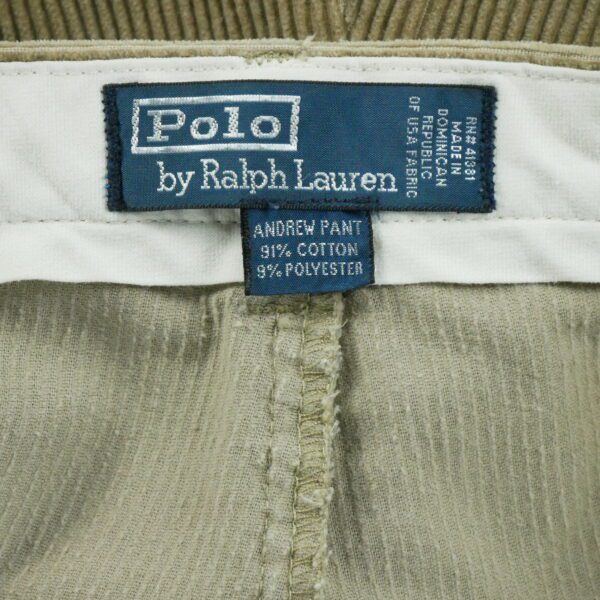 Polo
by Ralph Lauren
RN# 41381
MADE IN
DOMINICAN
REPUBLIC
OF USA FABRIC
ANDREW PANT
91% COTTON
9% POLYESTER